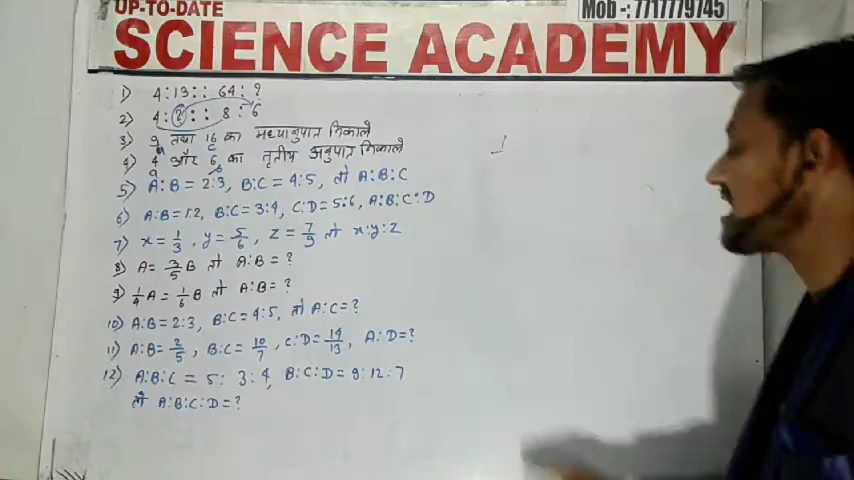 UP-TO-DATE
Mob -: 7717779745
SCIENCE ACADEMY
1) 4:13:: 64: ?
2) 4: ? :: 8 : 6
3) 9 तथा 16 का मध्यानुपात निकाले
4) 4 और 6 का तृतीय अनुपात निकाले
5) A:B = 2:3, B:C = 4:5, तो A:B:C
6) A:B = 1:2, B:C = 3:4, C:D = 5:6, A:B:C:D
7) x = 1/3, y = 5/6, z = 7/9 तो x:y:z
8) A = 3/5 B तो A:B = ?
9) 1/4 A = 1/6 B तो A:B = ?
10) A:B = 2:3, B:C = 4:5, तो A:C = ?
11) A:B = 2/5, B:C = 10/7, C:D = 14/13, A:D = ?
12) A:B:C = 5: 3: 4, B:C:D = 9:12:7
तो A:B:C:D = ?